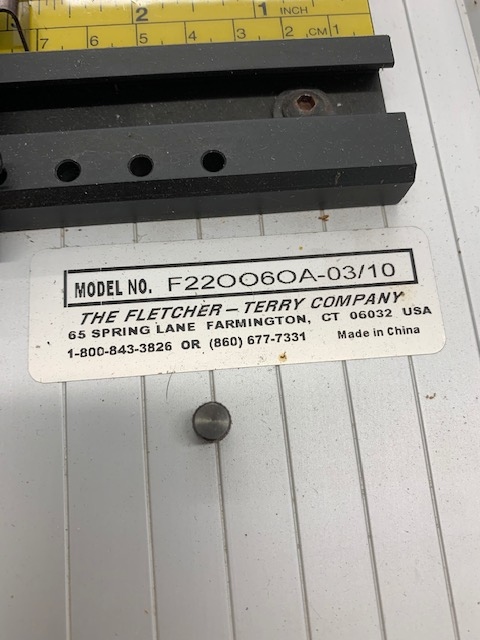 2 1 INCH
7 6 5 4 3 2 CM 1
MODEL NO. F22OO6OA-03/10
THE FLETCHER – TERRY COMPANY
65 SPRING LANE FARMINGTON, CT 06032 USA
1-800-843-3826 OR (860) 677-7331 Made in China